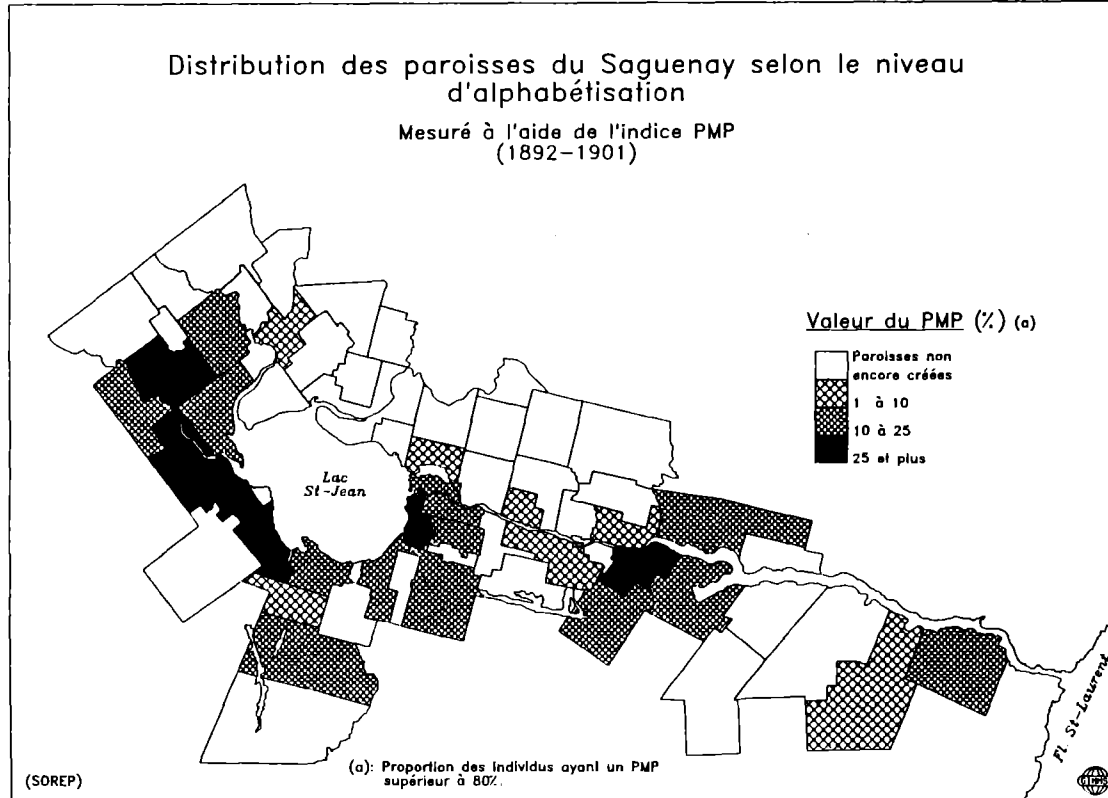 Distribution des paroisses du Saguenay selon le niveau
d'alphabétisation
Mesuré à l'aide de l'indice PMP
(1892–1901)
Valeur du PMP (%) (a)
Paroisses non
encore créées
1 à 10
10 à 25
25 et plus
Lac
St-Jean
Fl. St-Laurent
(a): Proportion des individus ayant un PMP
supérieur à 80%.
(SOREP)